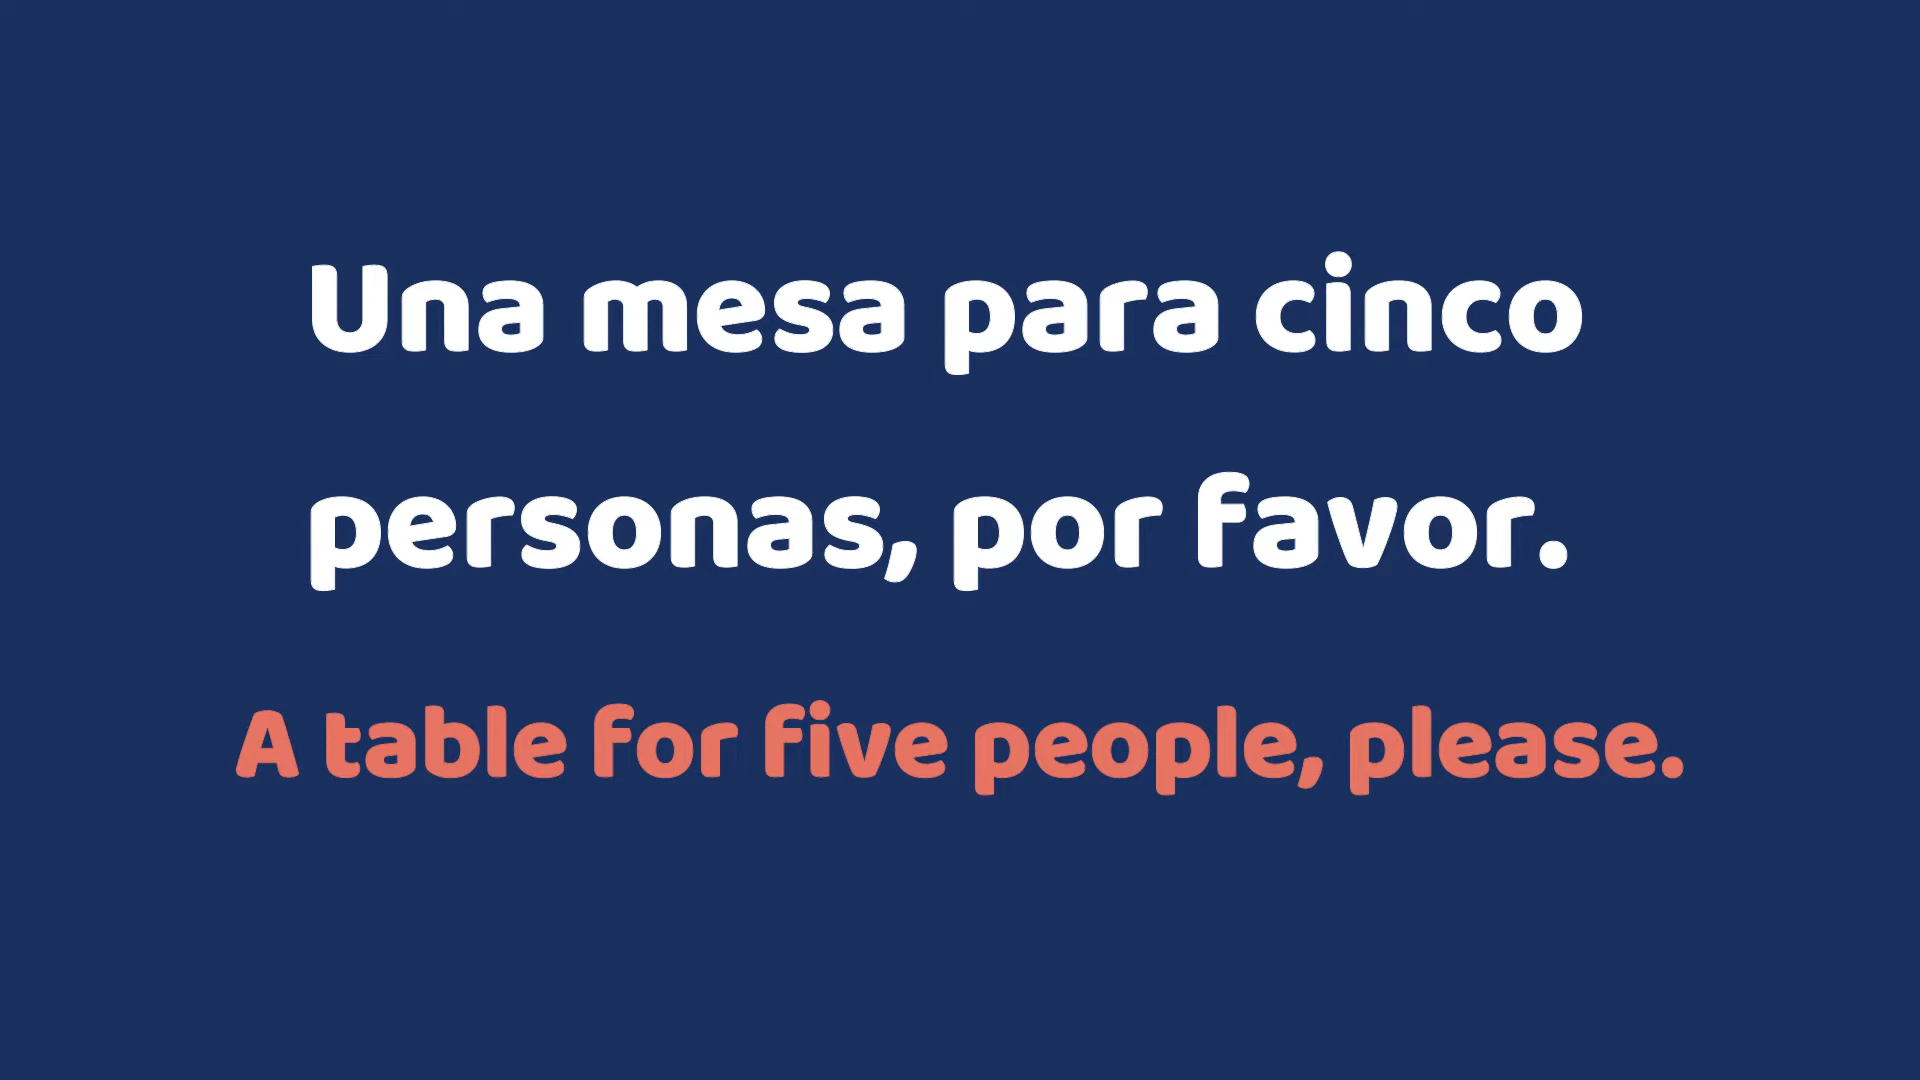 Una mesa para cinco
personas, por favor.
A table for five people, please.